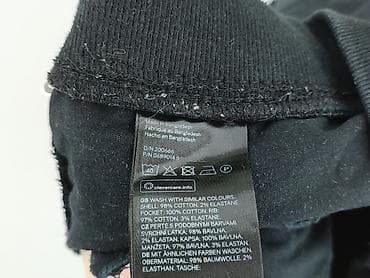 Made in Bangladesh
Fabriqué au Bangladesh
Hecho en Bangladesh
D/N 200666
40
clevercare.info
GB WASH WITH SIMILAR COLOURS,
SHELL: 98% COTTON, 2% ELASTANE
POCKET: 100% COTTON, RIB:
97% COTTON, 3% ELASTANE.
CZ PERTE S PODOBNÝMI BARVAMI
SVRCHNÍ LÁTKA: 98% BAVLNA,
2% ELASTAN, KAPSA: 100% BAVLNA,
MANŽETA: 97% BAVLNA, 3% ELASTAN.
DE MIT ÄHNLICHEN FARBEN WASCHEN
OBERMATERIAL: 98% BAUMWOLLE,
2% ELASTHAN, TASCHE: